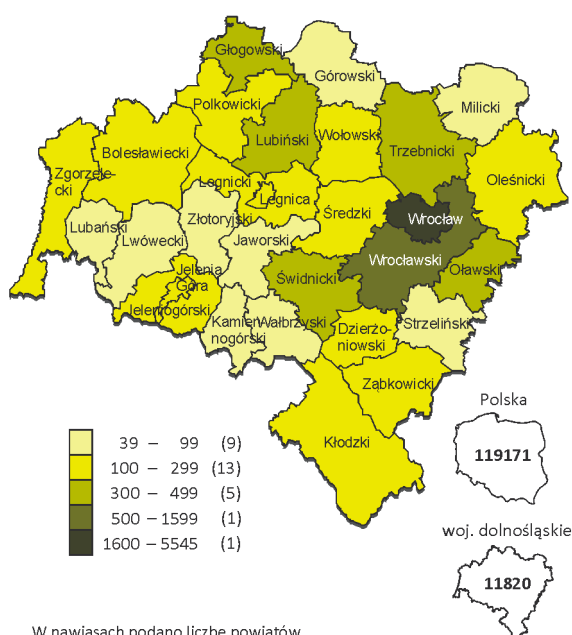 Głogowski
Górowski
Polkowicki
Milicki
Lubiński
Wołowski
Trzebnicki
Bolesławiecki
Zgorzele-
cki
Oleśnicki
Legnicki
Legnica
Lubański
Złotoryjski
Średzki
Wrocław
Lwówecki
Jaworski
Wrocławski
Jelenia
Góra
Świdnicki
Oławski
Jeleniogórski
Kamien-
nogórski
Wałbrzyski
Dzierżo-
niowski
Strzeliński
Ząbkowicki
Kłodzki
Polska
119171
39 – 99 (9)
100 – 299 (13)
300 – 499 (5)
500 – 1599 (1)
1600 – 5545 (1)
woj. dolnośląskie
11820
W nawiasach podano liczbę powiatów